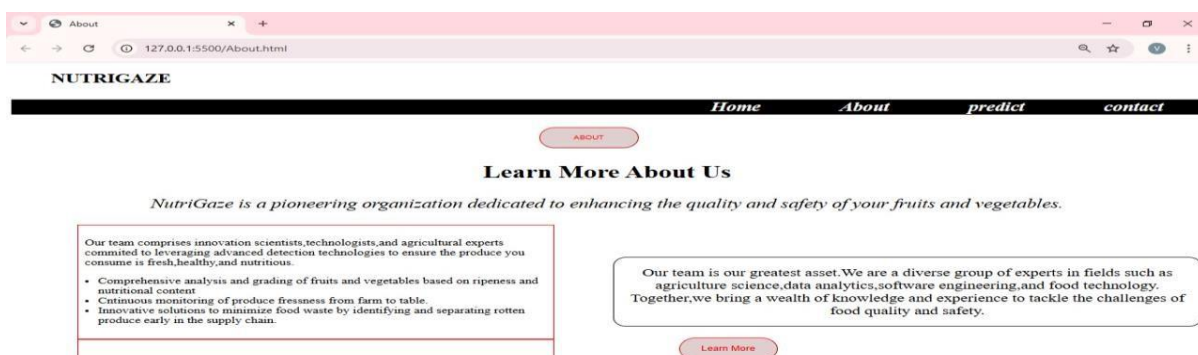 About
127.0.0.1:5500/About.html
V
NUTRIGAZE
Home About predict contact
ABOUT
Learn More About Us
NutriGaze is a pioneering organization dedicated to enhancing the quality and safety of your fruits and vegetables.
Our team comprises innovation scientists,technologists,and agricultural experts
commited to leveraging advanced detection technologies to ensure the produce you
consume is fresh,healthy,and nutritious.
• Comprehensive analysis and grading of fruits and vegetables based on ripeness and
nutritional content
• Cntinuous monitoring of produce fressness from farm to table.
• Innovative solutions to minimize food waste by identifying and separating rotten
produce early in the supply chain.
Our team is our greatest asset.We are a diverse group of experts in fields such as
agriculture science,data analytics,software engineering,and food technology.
Together,we bring a wealth of knowledge and experience to tackle the challenges of
food quality and safety.
Learn More